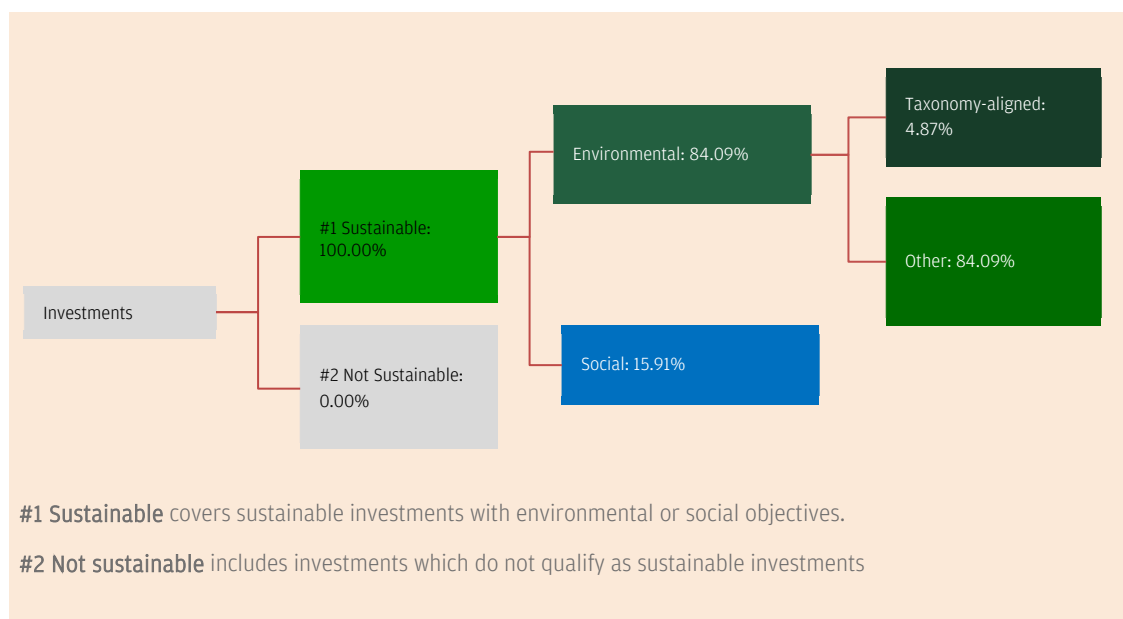 Taxonomy-aligned:
4.87%
Environmental: 84.09%
#1 Sustainable:
100.00%
Other: 84.09%
Investments
#2 Not Sustainable:
0.00%
Social: 15.91%
#1 Sustainable covers sustainable investments with environmental or social objectives.
#2 Not sustainable includes investments which do not qualify as sustainable investments